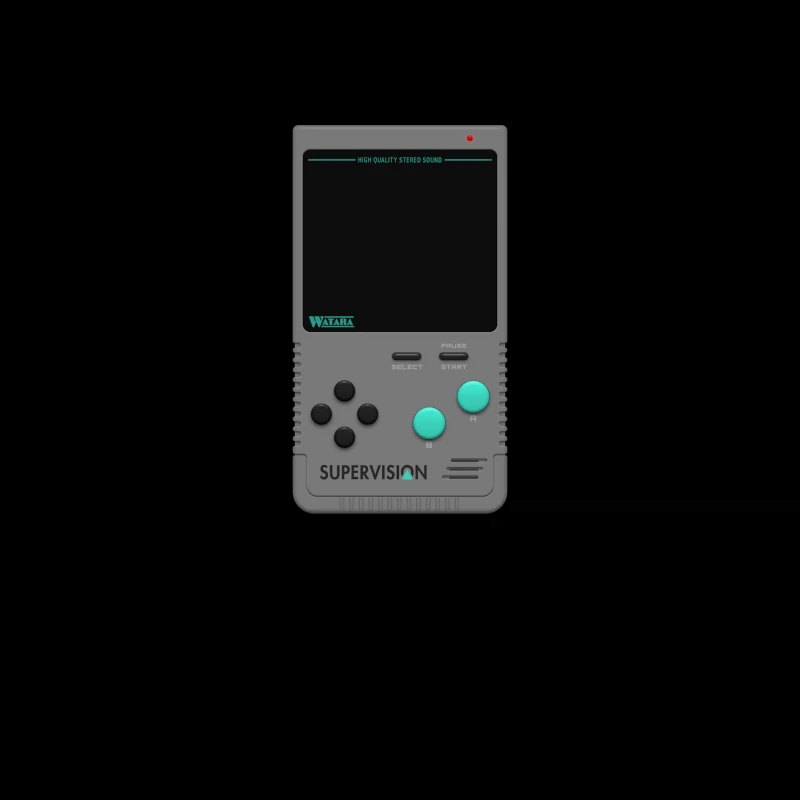 HIGH QUALITY STEREO SOUND
WATARA
PAUSE
SELECT
START
A
B
SUPERVISION